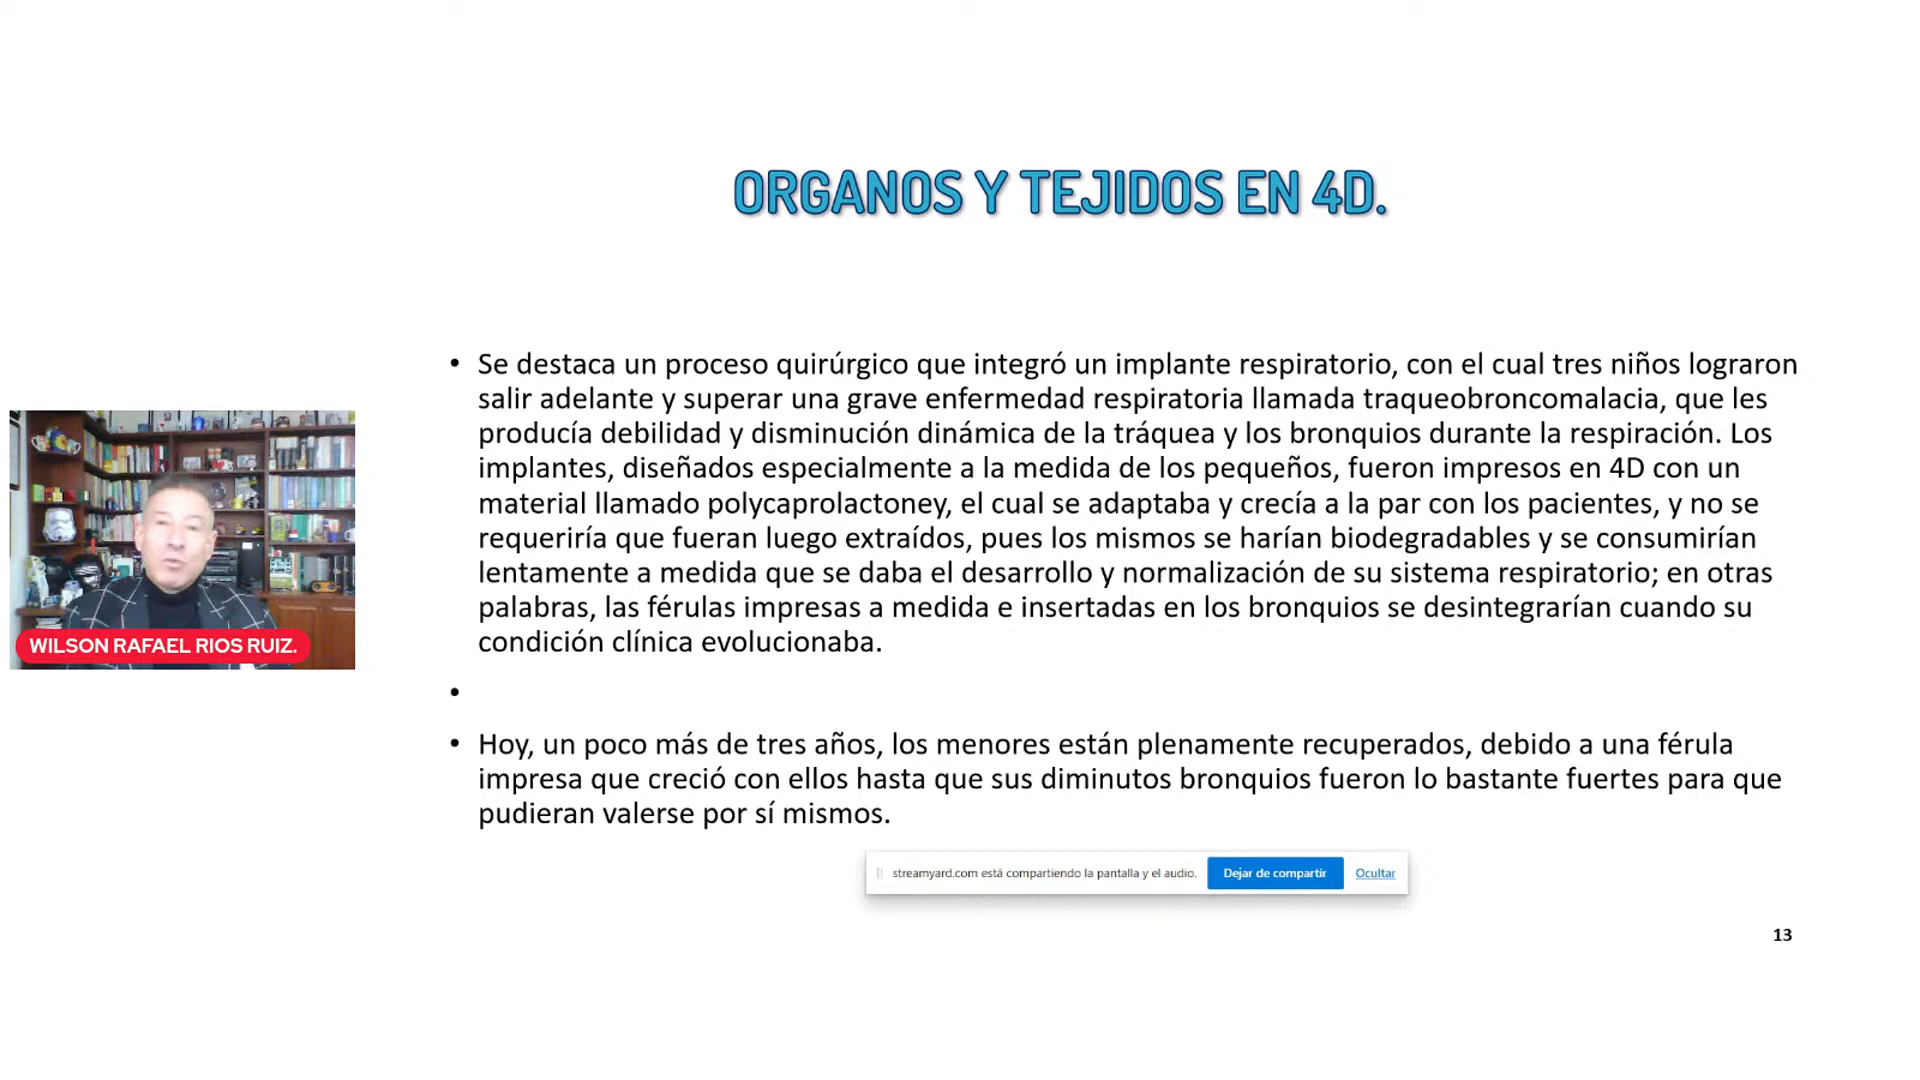 ORGANOS Y TEJIDOS EN 4D.
• Se destaca un proceso quirúrgico que integró un implante respiratorio, con el cual tres niños lograron
salir adelante y superar una grave enfermedad respiratoria llamada traqueobroncomalacia, que les
producía debilidad y disminución dinámica de la tráquea y los bronquios durante la respiración. Los
implantes, diseñados especialmente a la medida de los pequeños, fueron impresos en 4D con un
material llamado polycaprolactoney, el cual se adaptaba y crecía a la par con los pacientes, y no se
requeriría que fueran luego extraídos, pues los mismos se harían biodegradables y se consumirían
lentamente a medida que se daba el desarrollo y normalización de su sistema respiratorio; en otras
palabras, las férulas impresas a medida e insertadas en los bronquios se desintegrarían cuando su
condición clínica evolucionaba.
•
• Hoy, un poco más de tres años, los menores están plenamente recuperados, debido a una férula
impresa que creció con ellos hasta que sus diminutos bronquios fueron lo bastante fuertes para que
pudieran valerse por sí mismos.
WILSON RAFAEL RIOS RUIZ.
streamyard.com está compartiendo la pantalla y el audio. Dejar de compartir Ocultar
13